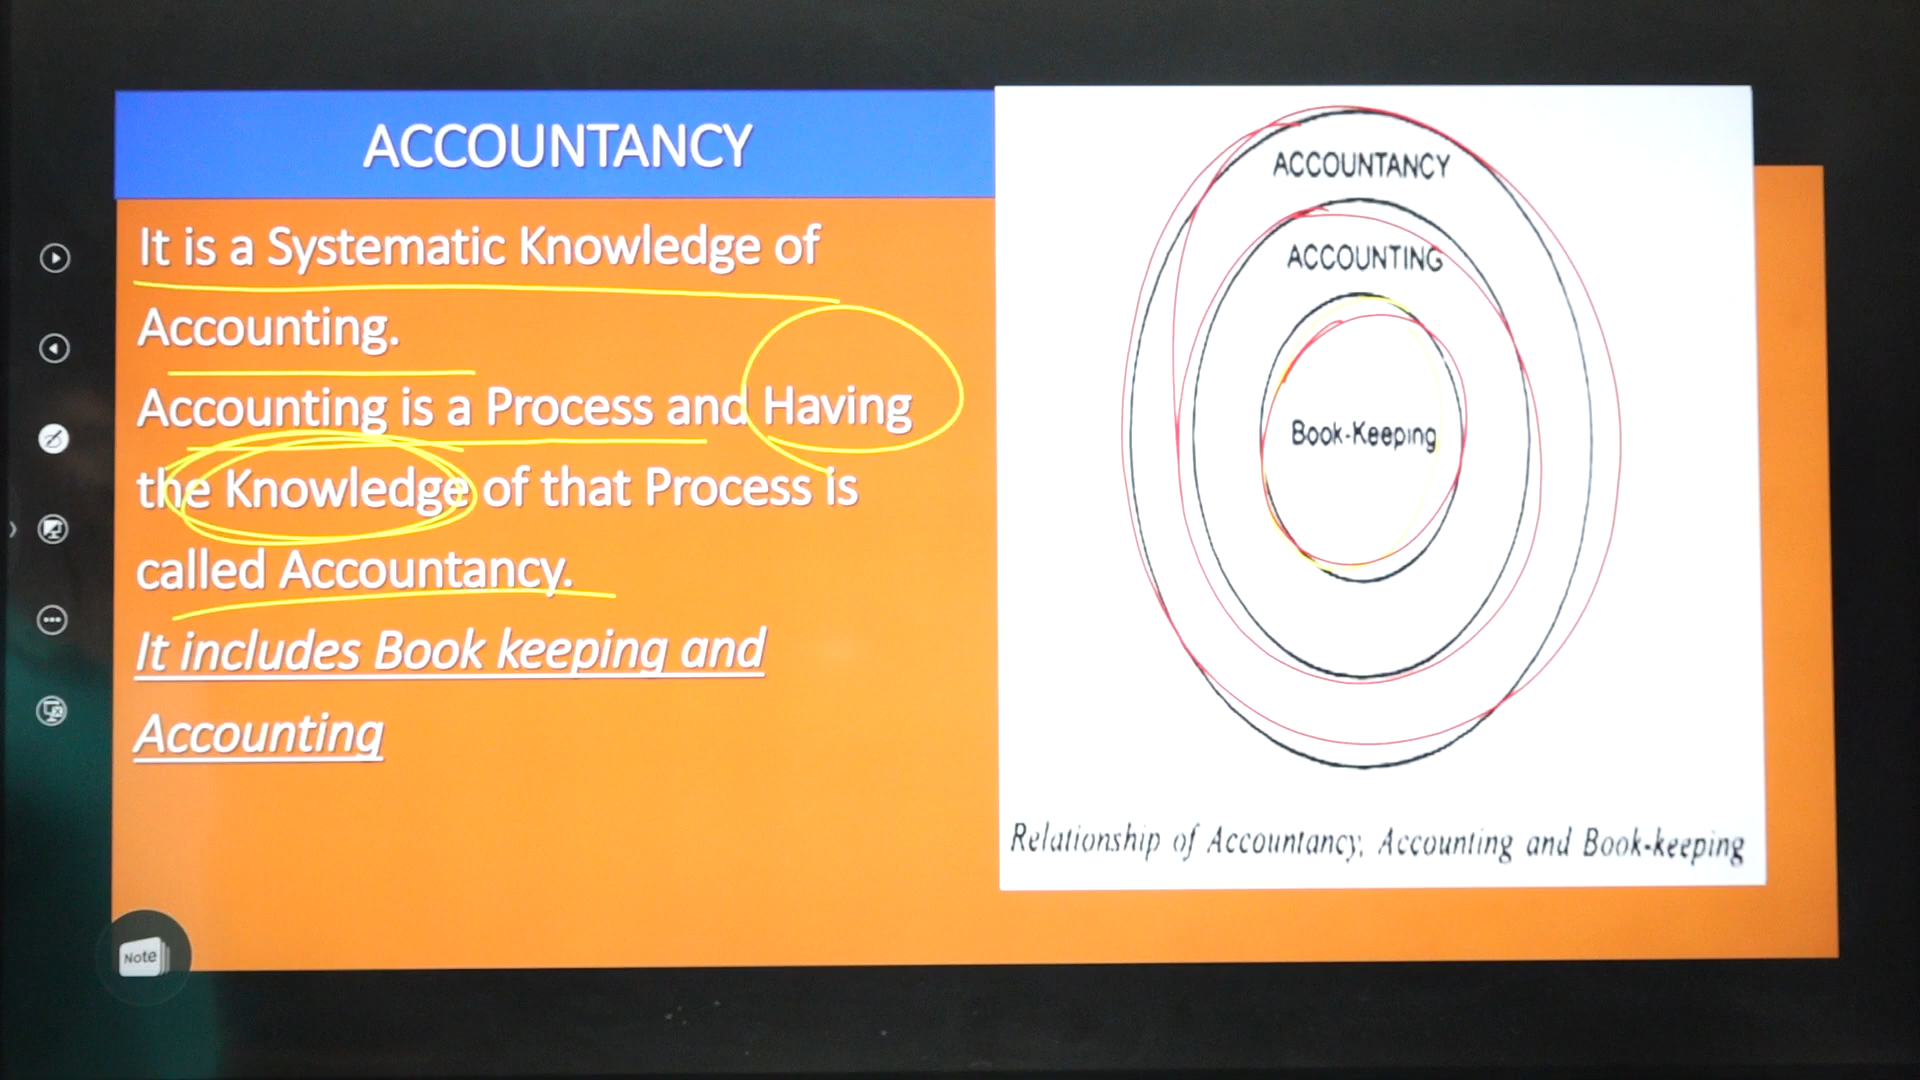 ACCOUNTANCY
It is a Systematic Knowledge of
Accounting.
Accounting is a Process and Having
the Knowledge of that Process is
called Accountancy.
It includes Book keeping and
Accounting
ACCOUNTANCY
ACCOUNTING
Book-Keeping
Relationship of Accountancy, Accounting and Book-keeping
Note